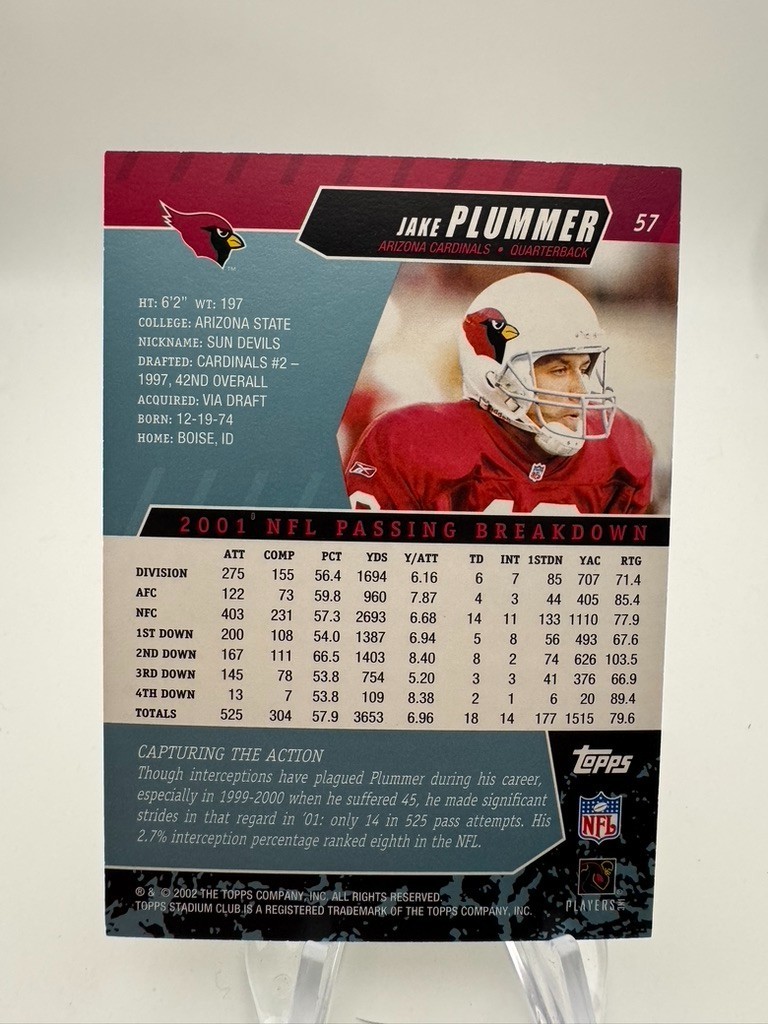 JAKE PLUMMER 57
ARIZONA CARDINALS • QUARTERBACK
TM
HT: 6'2" WT: 197
COLLEGE: ARIZONA STATE
NICKNAME: SUN DEVILS
DRAFTED: CARDINALS #2 –
1997, 42ND OVERALL
ACQUIRED: VIA DRAFT
BORN: 12-19-74
HOME: BOISE, ID
2001 NFL PASSING BREAKDOWN
ATT COMP PCT YDS Y/ATT TD INT 1STDN YAC RTG
DIVISION 275 155 56.4 1694 6.16 6 7 85 707 71.4
AFC 122 73 59.8 960 7.87 4 3 44 405 85.4
NFC 403 231 57.3 2693 6.68 14 11 133 1110 77.9
1ST DOWN 200 108 54.0 1387 6.94 5 8 56 493 67.6
2ND DOWN 167 111 66.5 1403 8.40 8 2 74 626 103.5
3RD DOWN 145 78 53.8 754 5.20 3 3 41 376 66.9
4TH DOWN 13 7 53.8 109 8.38 2 1 6 20 89.4
TOTALS 525 304 57.9 3653 6.96 18 14 177 1515 79.6
CAPTURING THE ACTION
Though interceptions have plagued Plummer during his career,
especially in 1999-2000 when he suffered 45, he made significant
strides in that regard in '01: only 14 in 525 pass attempts. His
2.7% interception percentage ranked eighth in the NFL.
TOPPS
NFL
PLAYERS INC
® & © 2002 THE TOPPS COMPANY, INC. ALL RIGHTS RESERVED.
TOPPS STADIUM CLUB IS A REGISTERED TRADEMARK OF THE TOPPS COMPANY, INC.